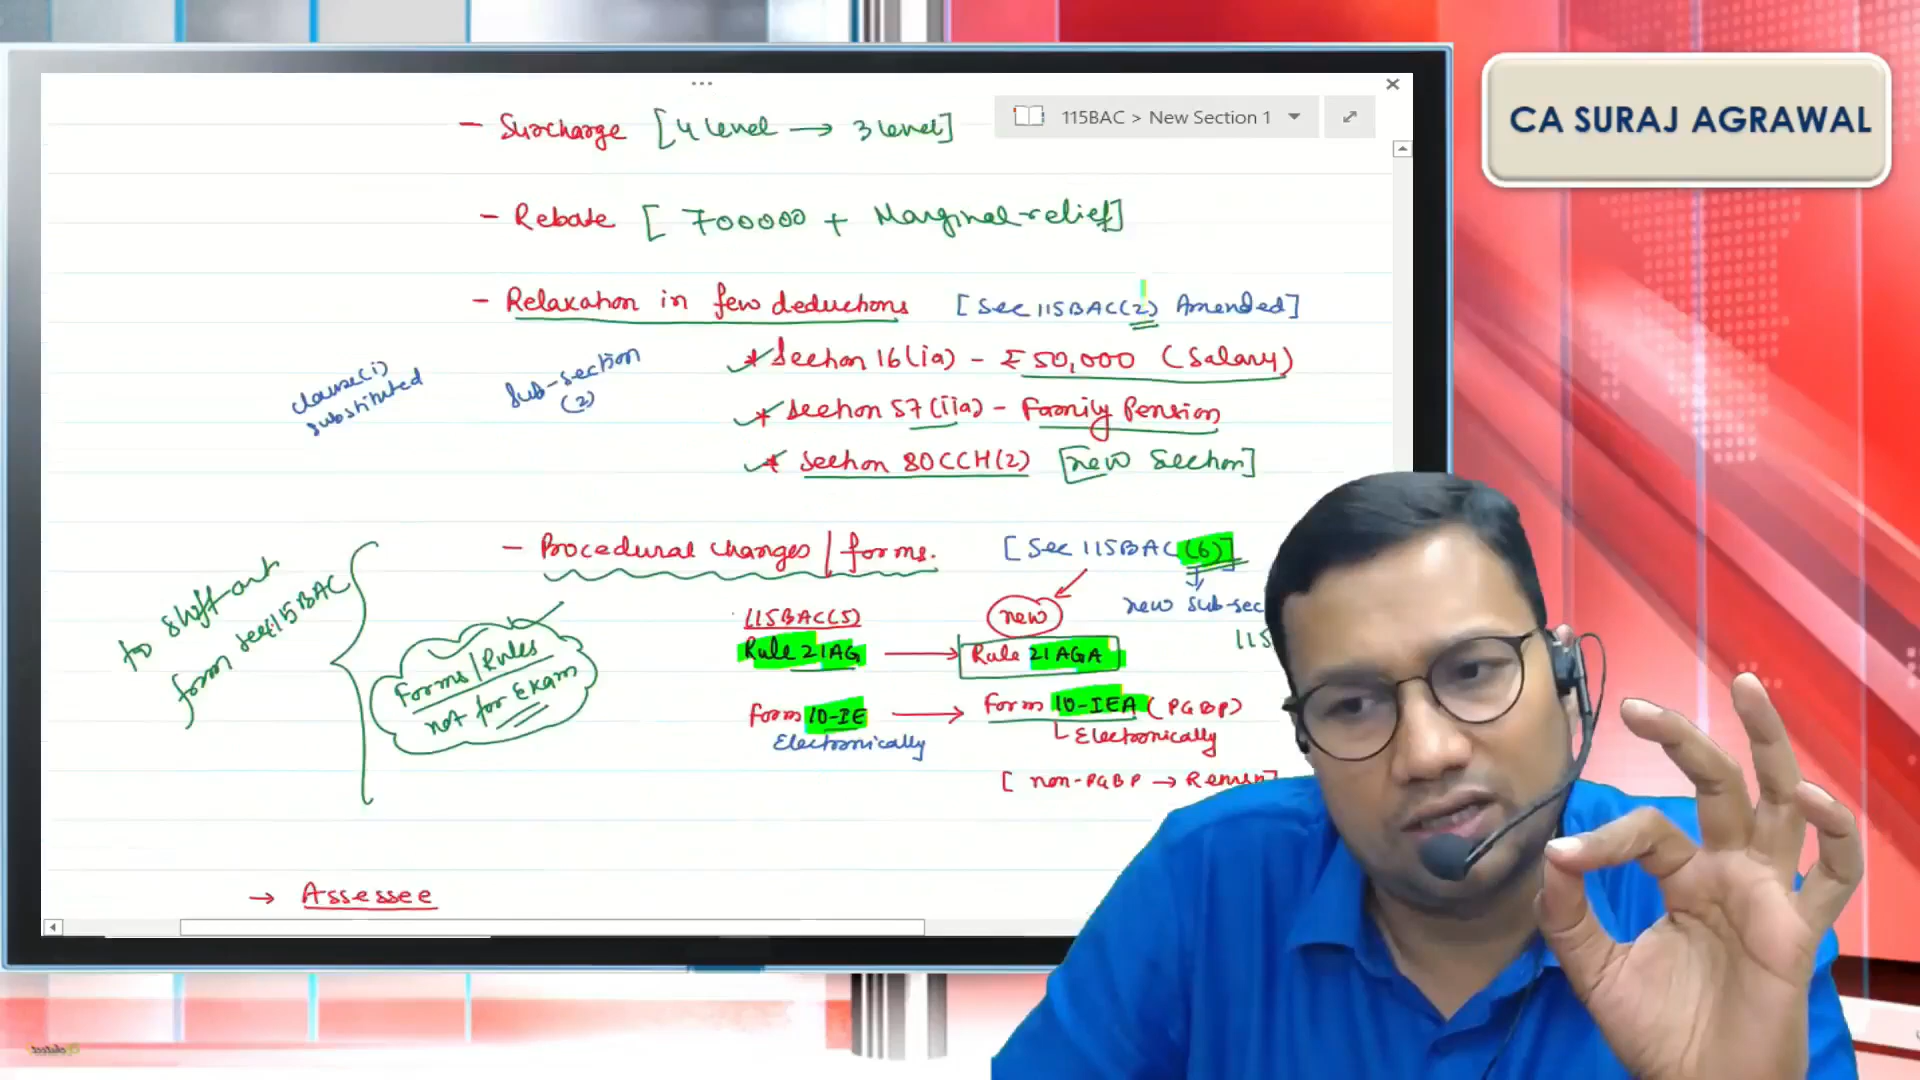 CA SURAJ AGRAWAL
115BAC > New Section 1
- Surcharge [4 level → 3 level]
- Rebate [700000 + Marginal relief]
- Relaxation in few deductions [Sec 115BAC(2) Amended]
clause(i) substituted
Sub-section (2)
* Section 16(ia) - ₹50,000 (Salary)
* Section 57(iia) - Family Pension
* Section 80CCH(2) [new Section]
- Procedural changes / forms. [Sec 115BAC(6)]
new sub-sec
to shift out
from sec 115BAC
Forms/Rules
not for Exam
115BAC(5)
new
115
Rule 21AG → Rule 21AGA
Form 10-IE → Form 10-IEA (PGBP)
Electronically
Electronically
[non-PGBP →
→ Assessee